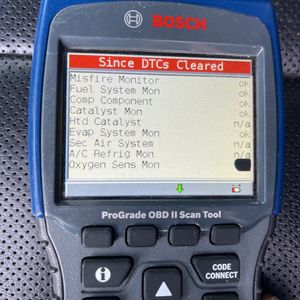 BOSCH
Since DTCs Cleared
Misfire Monitor ok
Fuel System Mon ok
Comp Component ok
Catalyst Mon ok
Htd Catalyst n/a
Evap System Mon ok
Sec Air System n/a
A/C Refrig Mon n/a
Oxygen Sens Mon
ProGrade OBD II Scan Tool
CODE
CONNECT